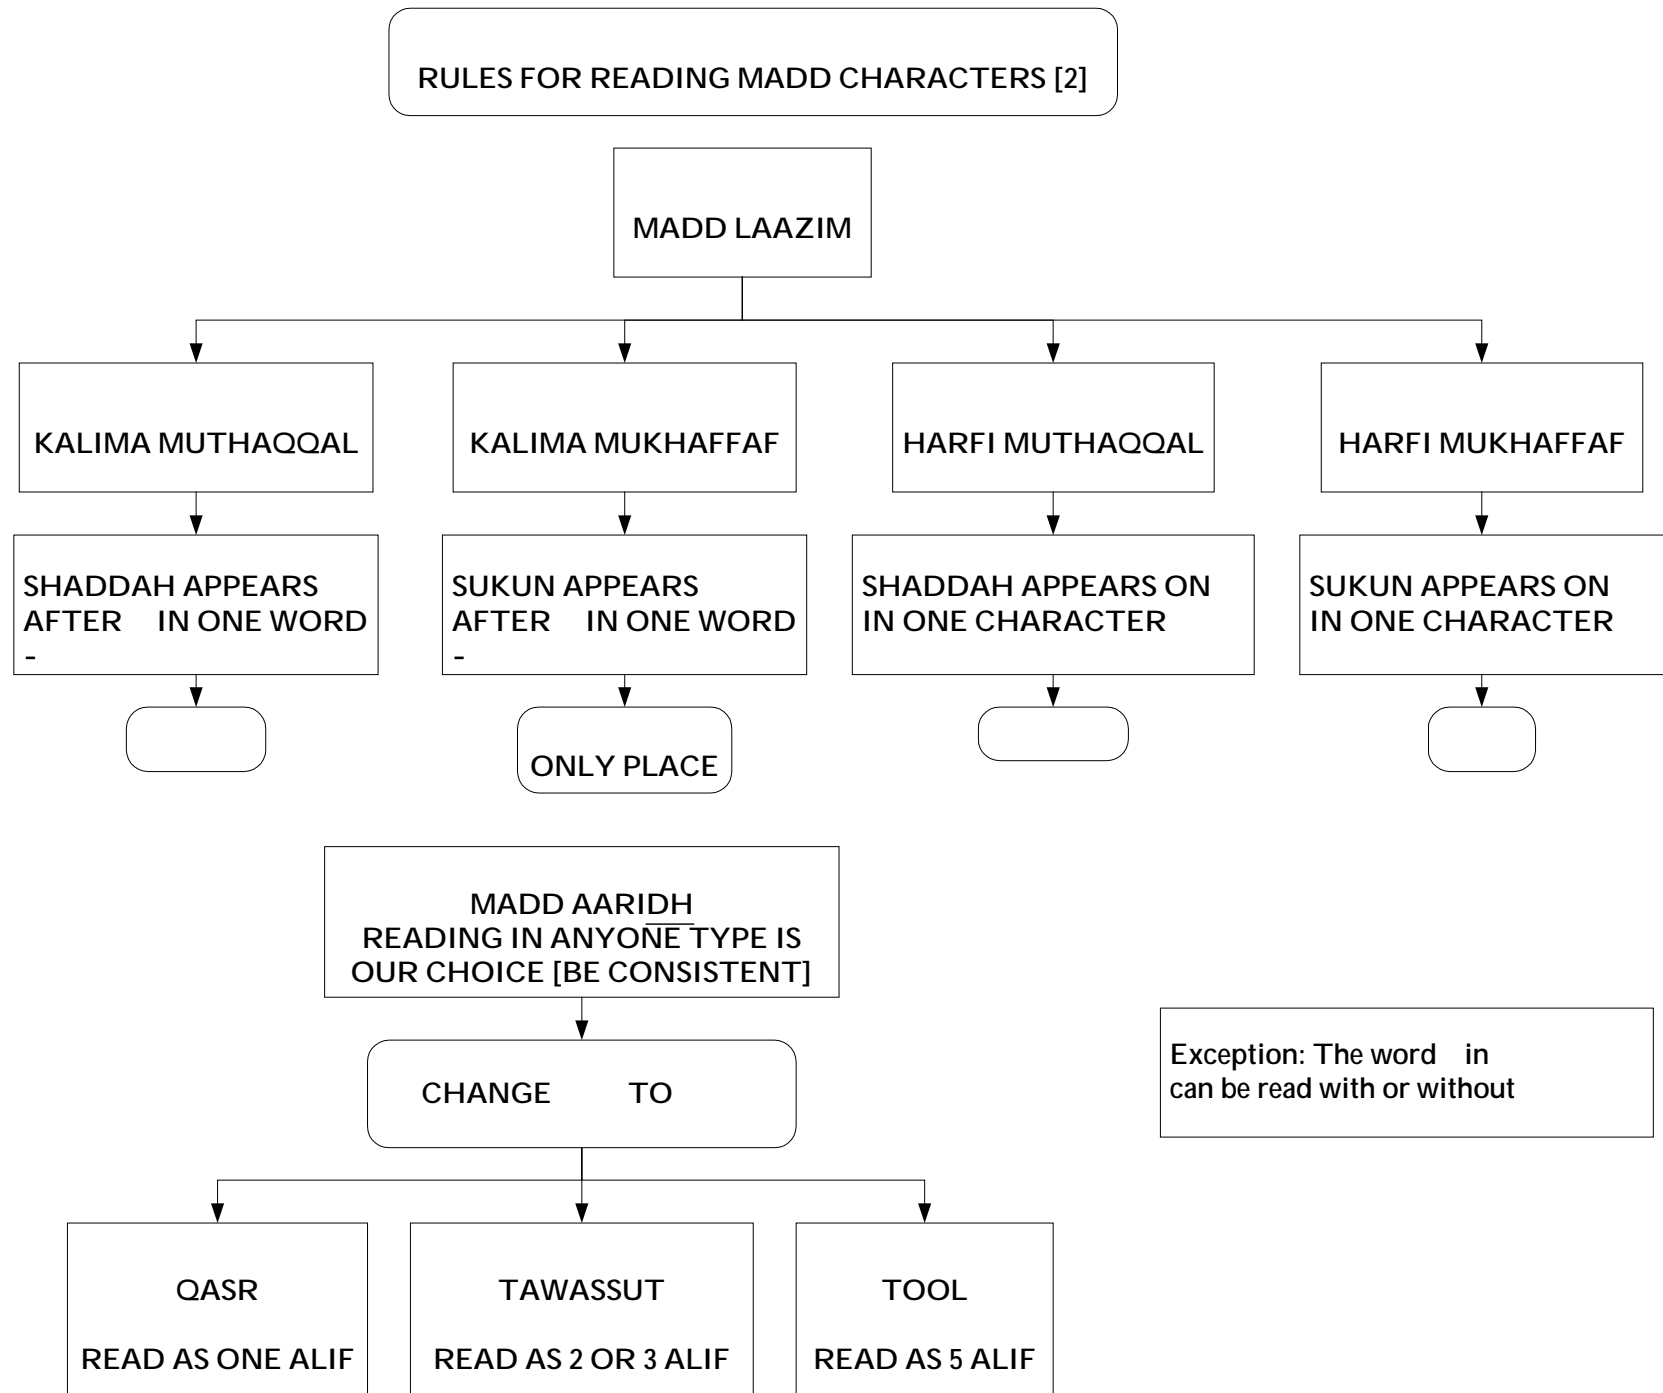 RULES FOR READING MADD CHARACTERS [2]
MADD LAAZIM
KALIMA MUTHAQQAL
KALIMA MUKHAFFAF
HARFI MUTHAQQAL
HARFI MUKHAFFAF
SHADDAH APPEARS
AFTER IN ONE WORD
-
SUKUN APPEARS
AFTER IN ONE WORD
-
SHADDAH APPEARS ON
IN ONE CHARACTER
SUKUN APPEARS ON
IN ONE CHARACTER
ONLY PLACE
MADD AARIDH
READING IN ANYONE TYPE IS
OUR CHOICE [BE CONSISTENT]
CHANGE TO
Exception: The word in
can be read with or without
QASR
READ AS ONE ALIF
TAWASSUT
READ AS 2 OR 3 ALIF
TOOL
READ AS 5 ALIF